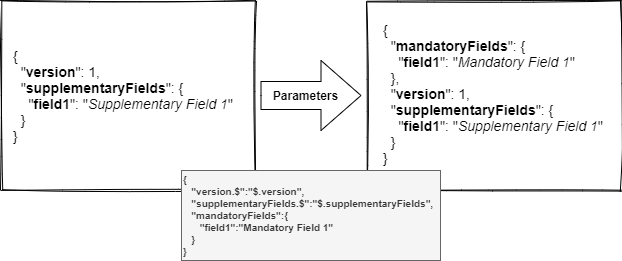 {
"version": 1,
"supplementaryFields": {
"field1": "Supplementary Field 1"
}
}
Parameters
{
"mandatoryFields": {
"field1": "Mandatory Field 1"
},
"version": 1,
"supplementaryFields": {
"field1": "Supplementary Field 1"
}
}
{
"version.$":"$.version",
"supplementaryFields.$":"$.supplementaryFields",
"mandatoryFields":{
"field1":"Mandatory Field 1"
}
}